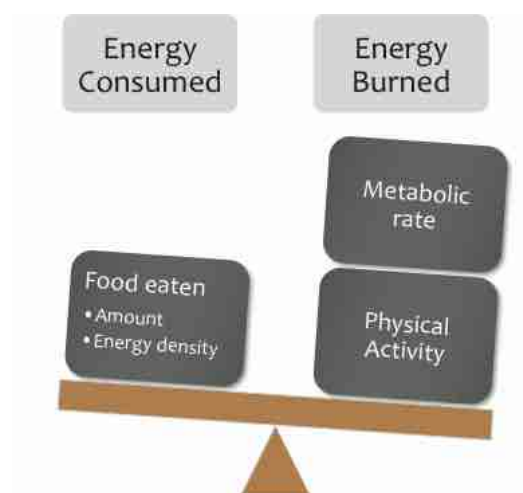 Energy
Consumed
Energy
Burned
Metabolic
rate
Food eaten
• Amount
• Energy density
Physical
Activity